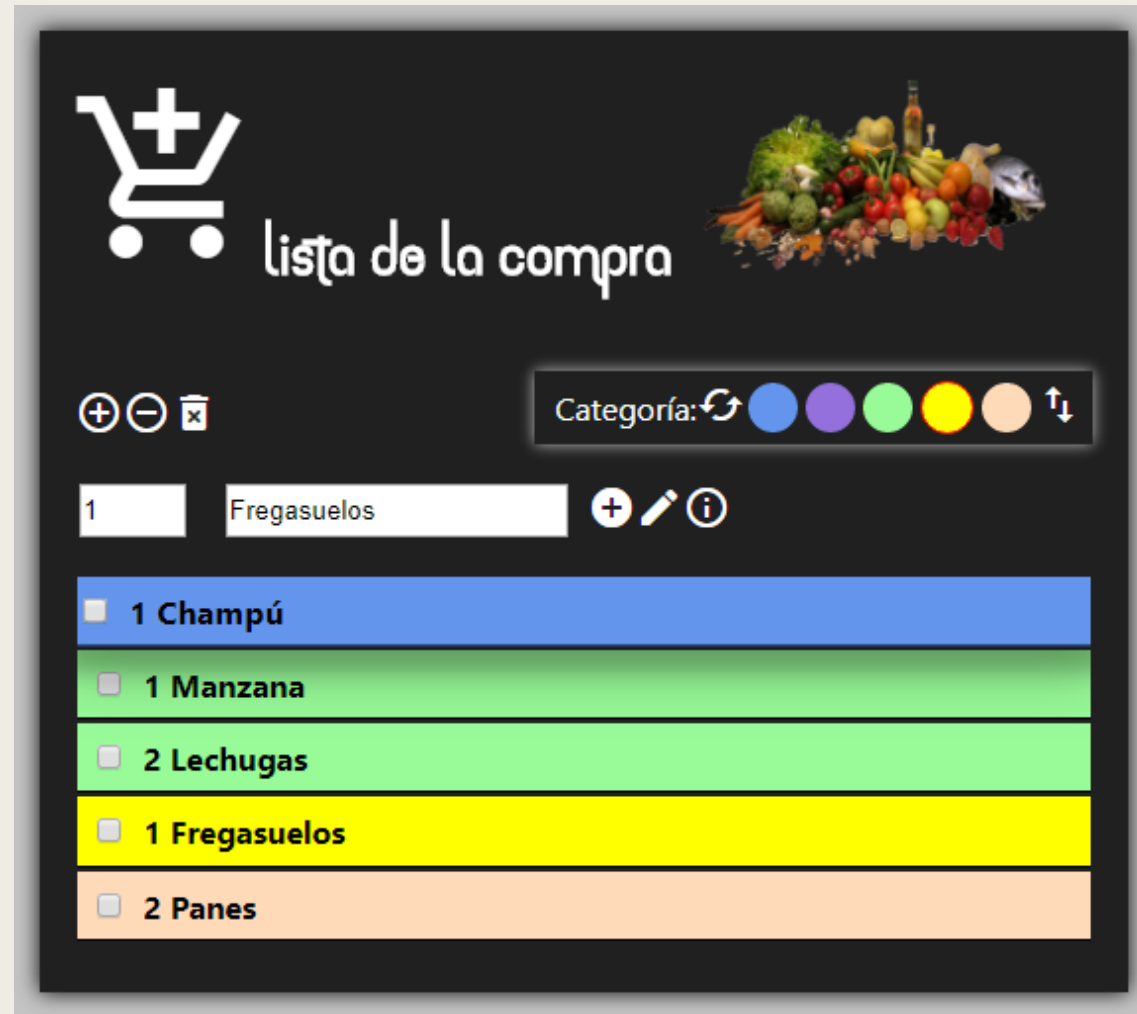 lista de la compra
Categoría:
1 Fregasuelos
1 Champú
1 Manzana
2 Lechugas
1 Fregasuelos
2 Panes